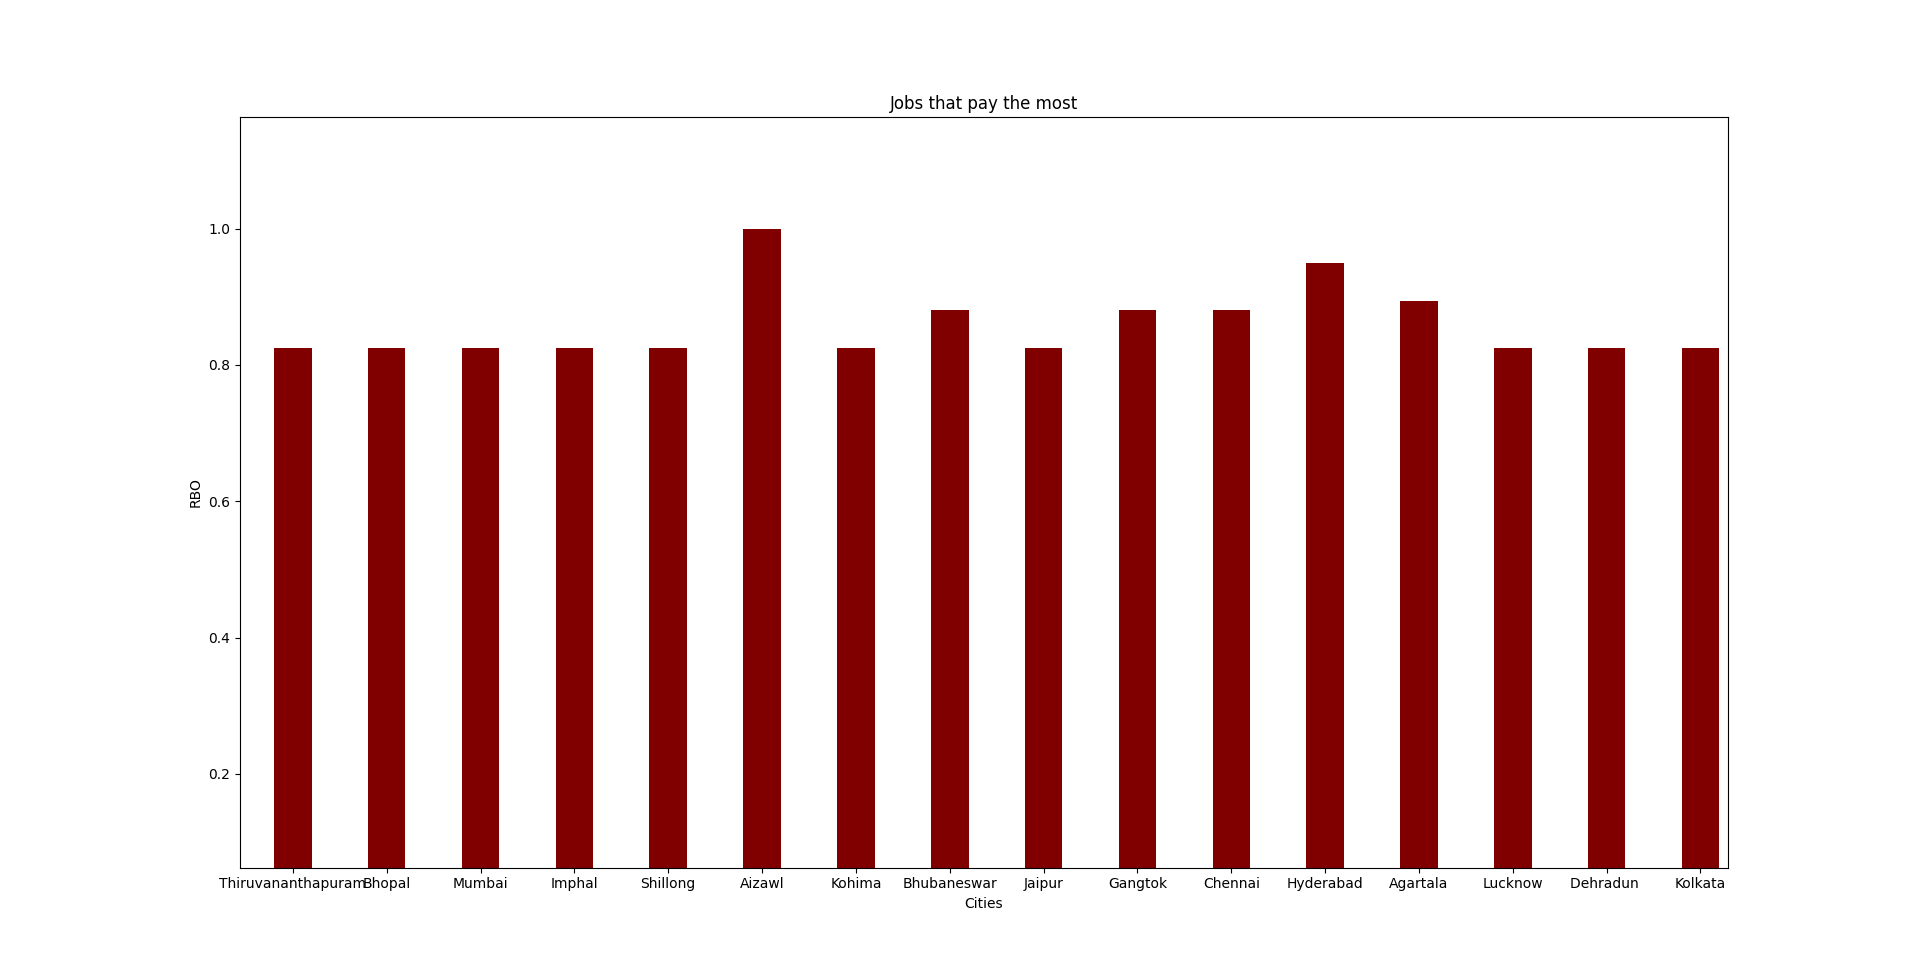 Jobs that pay the most
1.0
0.8
0.6
0.4
0.2
RBO
Thiruvananthapuram Bhopal Mumbai Imphal Shillong Aizawl Kohima Bhubaneswar Jaipur Gangtok Chennai Hyderabad Agartala Lucknow Dehradun Kolkata
Cities